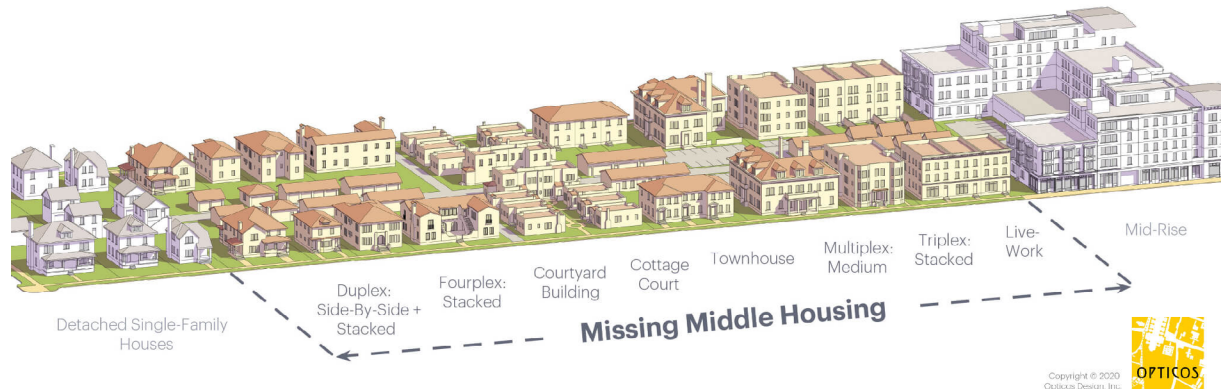 Detached Single-Family
Houses
Duplex:
Side-By-Side +
Stacked
Fourplex:
Stacked
Courtyard
Building
Cottage
Court
Townhouse
Multiplex:
Medium
Triplex:
Stacked
Live-
Work
Mid-Rise
Missing Middle Housing
Copyright © 2020
Opticos Design, Inc.
OPTICOS